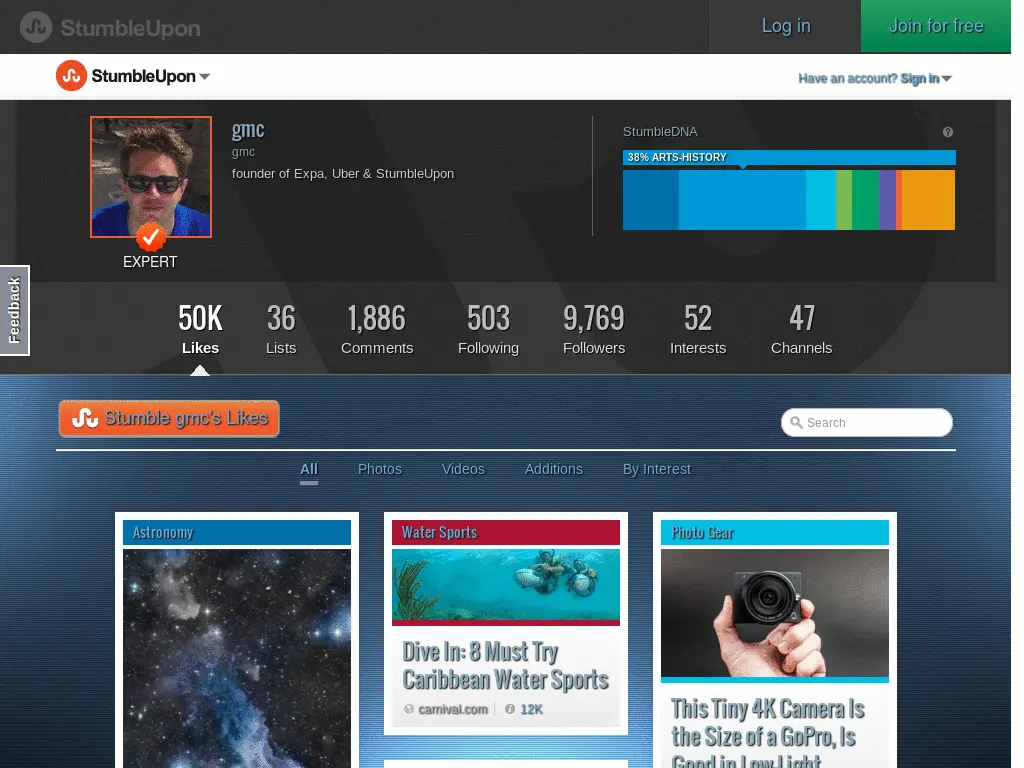 StumbleUpon
Log in
Join for free
StumbleUpon
Have an account? Sign in
gmc
gmc
founder of Expa, Uber & StumbleUpon
StumbleDNA
?
38% ARTS-HISTORY
EXPERT
Feedback
50K
Likes
36
Lists
1,886
Comments
503
Following
9,769
Followers
52
Interests
47
Channels
Stumble gmc's Likes
Search
All
Photos
Videos
Additions
By Interest
Astronomy
Water Sports
Dive In: 8 Must Try
Caribbean Water Sports
carnival.com
12K
Photo Gear
This Tiny 4K Camera Is
the Size of a GoPro, Is
Good in Low-Light